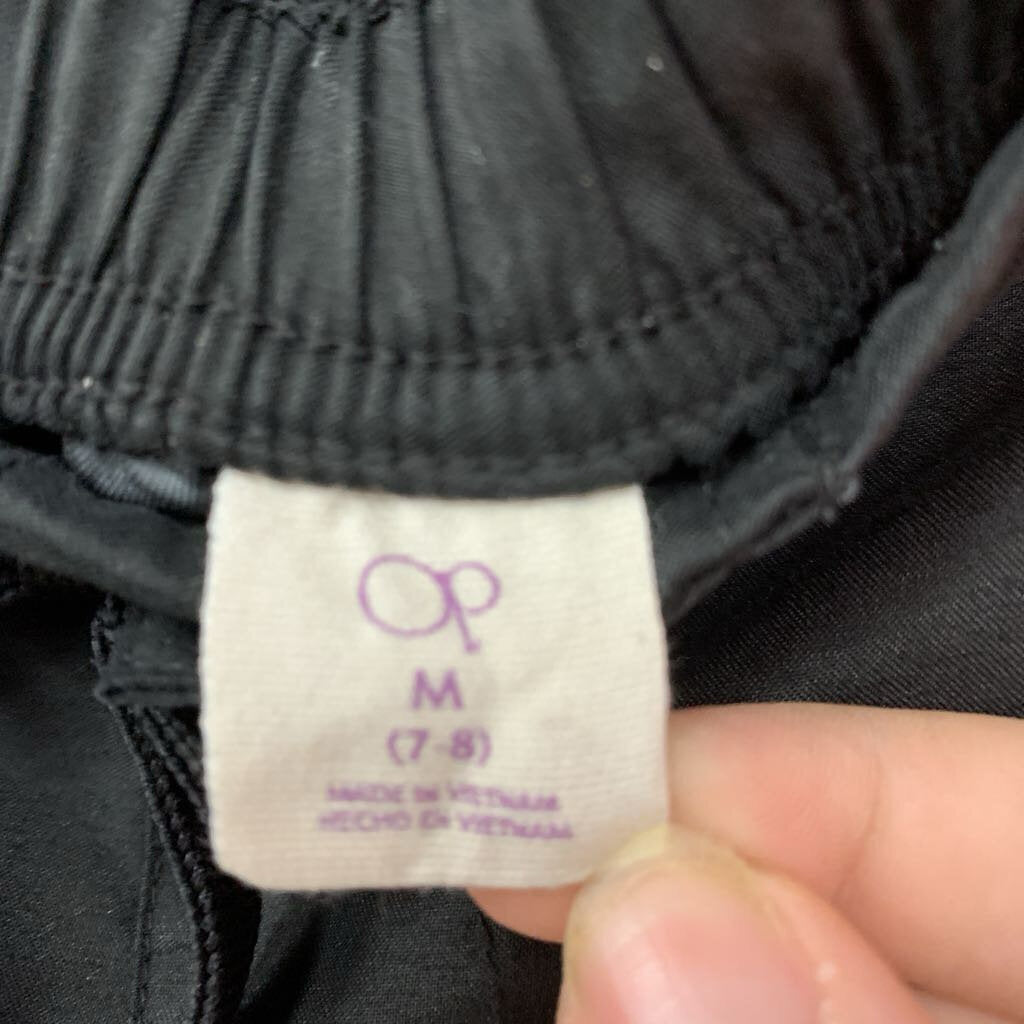 Op
M
(7-8)
MADE IN VIETNAM
HECHO EN VIETNAM